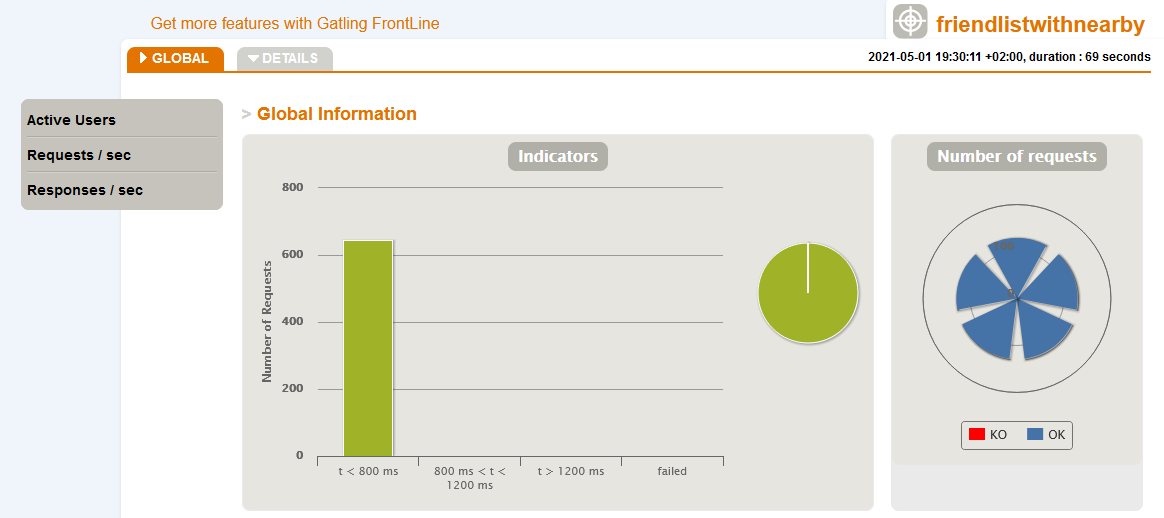 Get more features with Gatling FrontLine
friendlistwithnearby
GLOBAL
DETAILS
2021-05-01 19:30:11 +02:00, duration : 69 seconds
Active Users
Requests / sec
Responses / sec
> Global Information
Indicators
800
600
400
200
0
Number of Requests
t < 800 ms
800 ms < t <
1200 ms
t > 1200 ms
failed
Number of requests
0
KO
OK